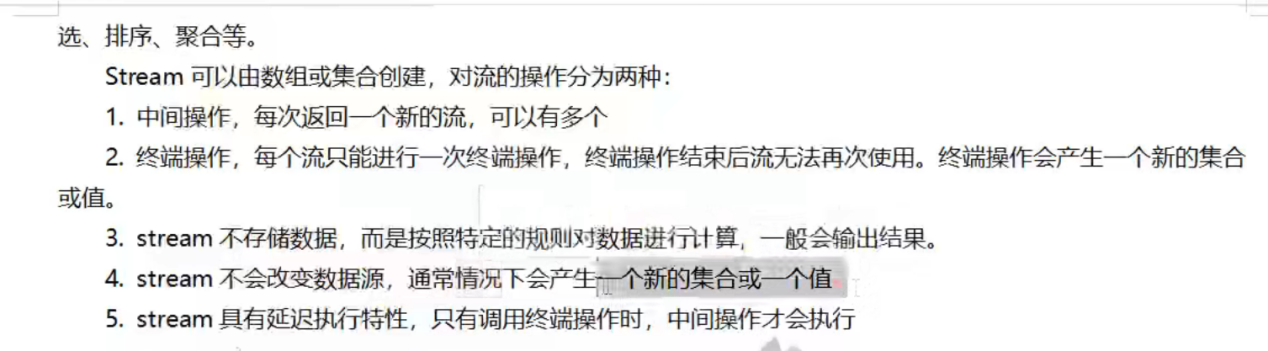 选、排序、聚合等。
Stream 可以由数组或集合创建，对流的操作分为两种：
1. 中间操作，每次返回一个新的流，可以有多个
2. 终端操作，每个流只能进行一次终端操作，终端操作结束后流无法再次使用。终端操作会产生一个新的集合
或值。
3. stream 不存储数据，而是按照特定的规则对数据进行计算，一般会输出结果。
4. stream 不会改变数据源，通常情况下会产生一个新的集合或一个值
5. stream 具有延迟执行特性，只有调用终端操作时，中间操作才会执行